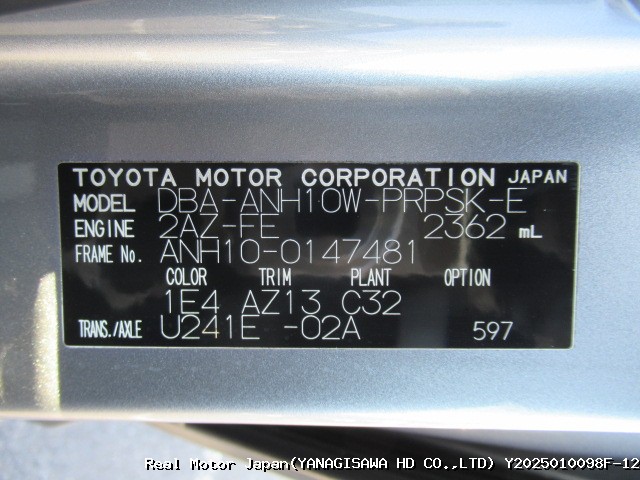 TOYOTA MOTOR CORPORATION JAPAN
MODEL DBA-ANH10W-PRPSK-E
ENGINE 2AZ-FE 2362 mL
FRAME No. ANH10-0147481
COLOR TRIM PLANT OPTION
1E4 AZ13 C32
TRANS./AXLE U241E -02A 597
Real Motor Japan(YANAGISAWA HD CO.,LTD) Y2025010098F-12